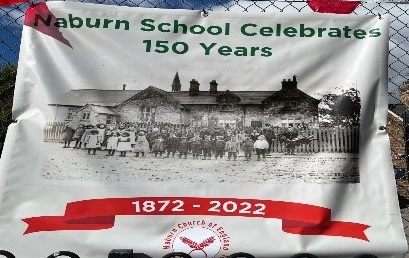 Naburn School Celebrates
150 Years
1872 - 2022
Naburn Church of England